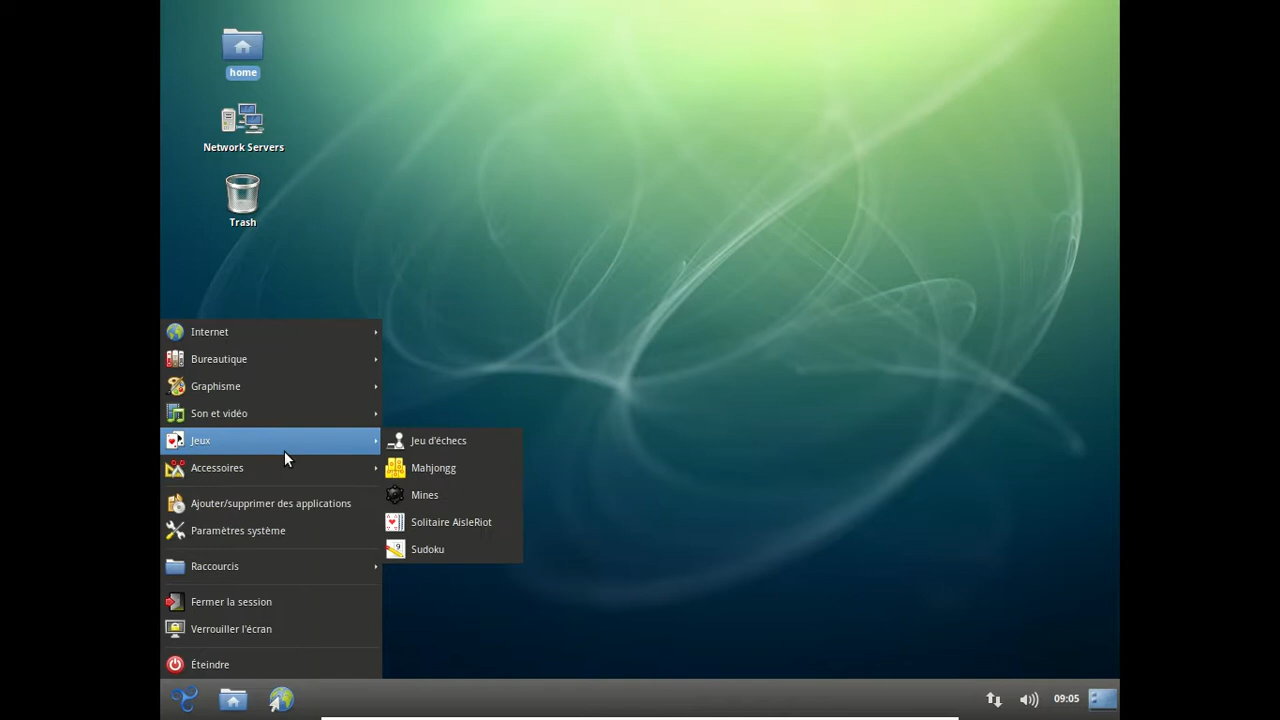 home
Network Servers
Trash
Internet
Bureautique
Graphisme
Son et vidéo
Jeux
Accessoires
Ajouter/supprimer des applications
Paramètres système
Raccourcis
Fermer la session
Verrouiller l'écran
Éteindre
Jeu d'échecs
Mahjongg
Mines
Solitaire AisleRiot
Sudoku
09:05